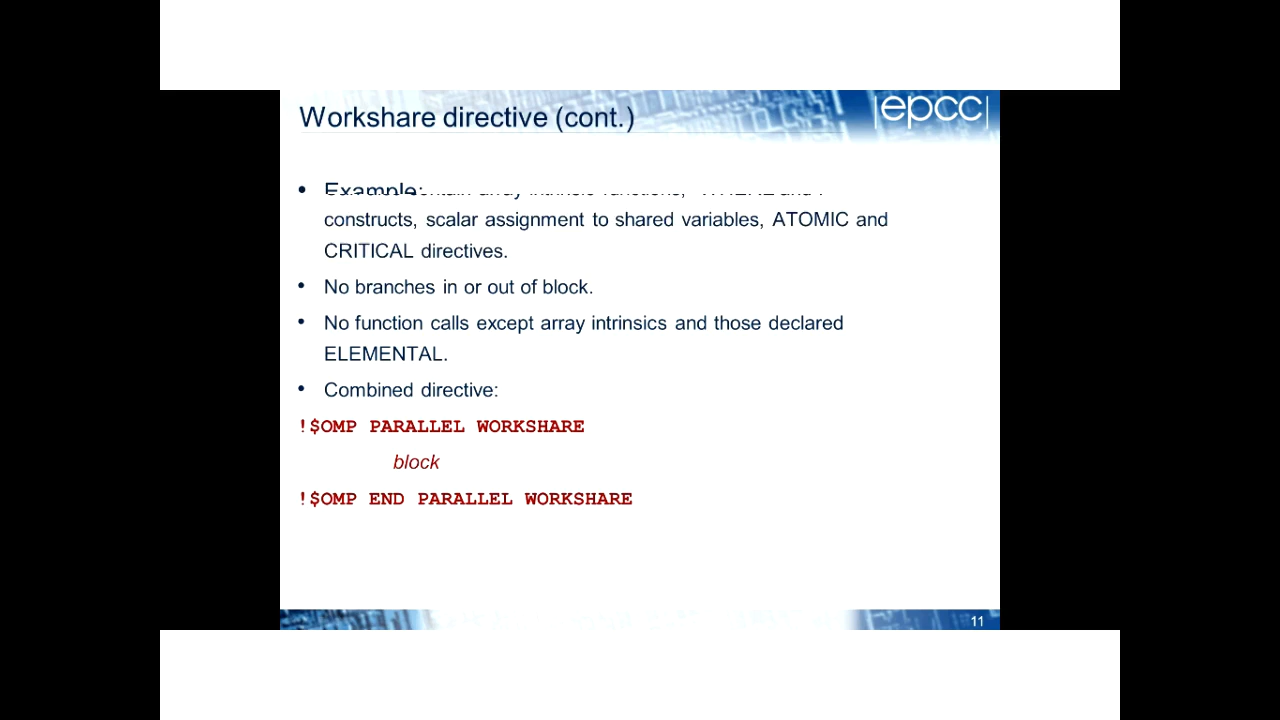 Workshare directive (cont.)
|epcc|
• Example:
constructs, scalar assignment to shared variables, ATOMIC and
CRITICAL directives.
• No branches in or out of block.
• No function calls except array intrinsics and those declared
ELEMENTAL.
• Combined directive:
!$OMP PARALLEL WORKSHARE
block
!$OMP END PARALLEL WORKSHARE
11